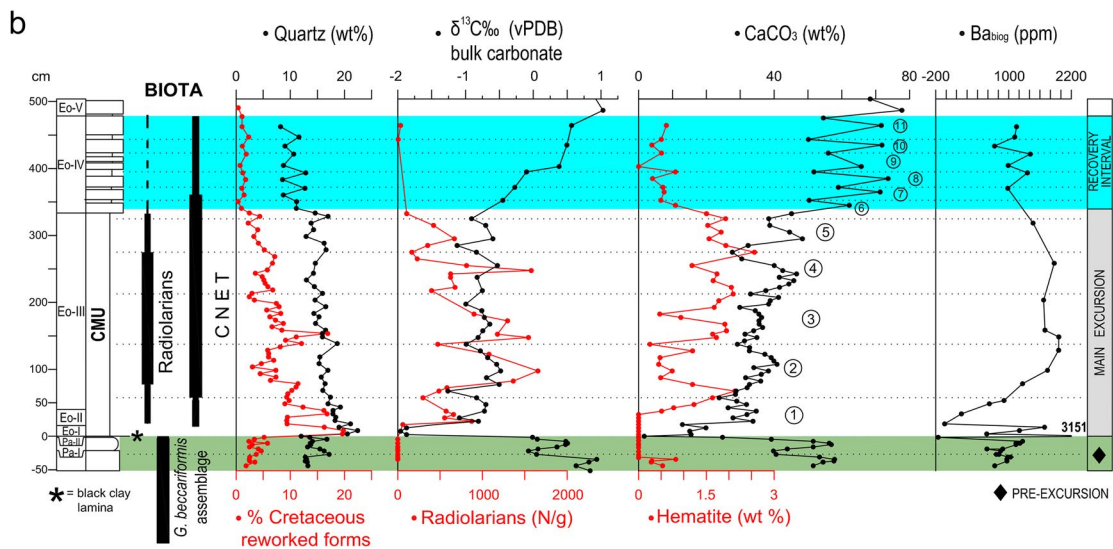 b
• Quartz (wt%)
• δ¹³C‰ (vPDB)
bulk carbonate
• CaCO₃ (wt%)
• Ba_biog (ppm)
cm
BIOTA
0 10 20
-2 -1 0 1
0 40 80
-200 1000 2200
500
400
300
200
100
50
0
-50
Eo-V
Eo-IV
Eo-III
Eo-II
Eo-I
Pa-II
Pa-I
CMU
Radiolarians
CNET
G. beccariiformis
assemblage
*
* = black clay
lamina
11
10
9
8
7
6
5
4
3
2
1
3151
RECOVERY
INTERVAL
MAIN EXCURSION
◆ PRE-EXCURSION
0 10 20
0 1000 2000
0 1.5 3
• % Cretaceous
reworked forms
• Radiolarians (N/g)
• Hematite (wt %)